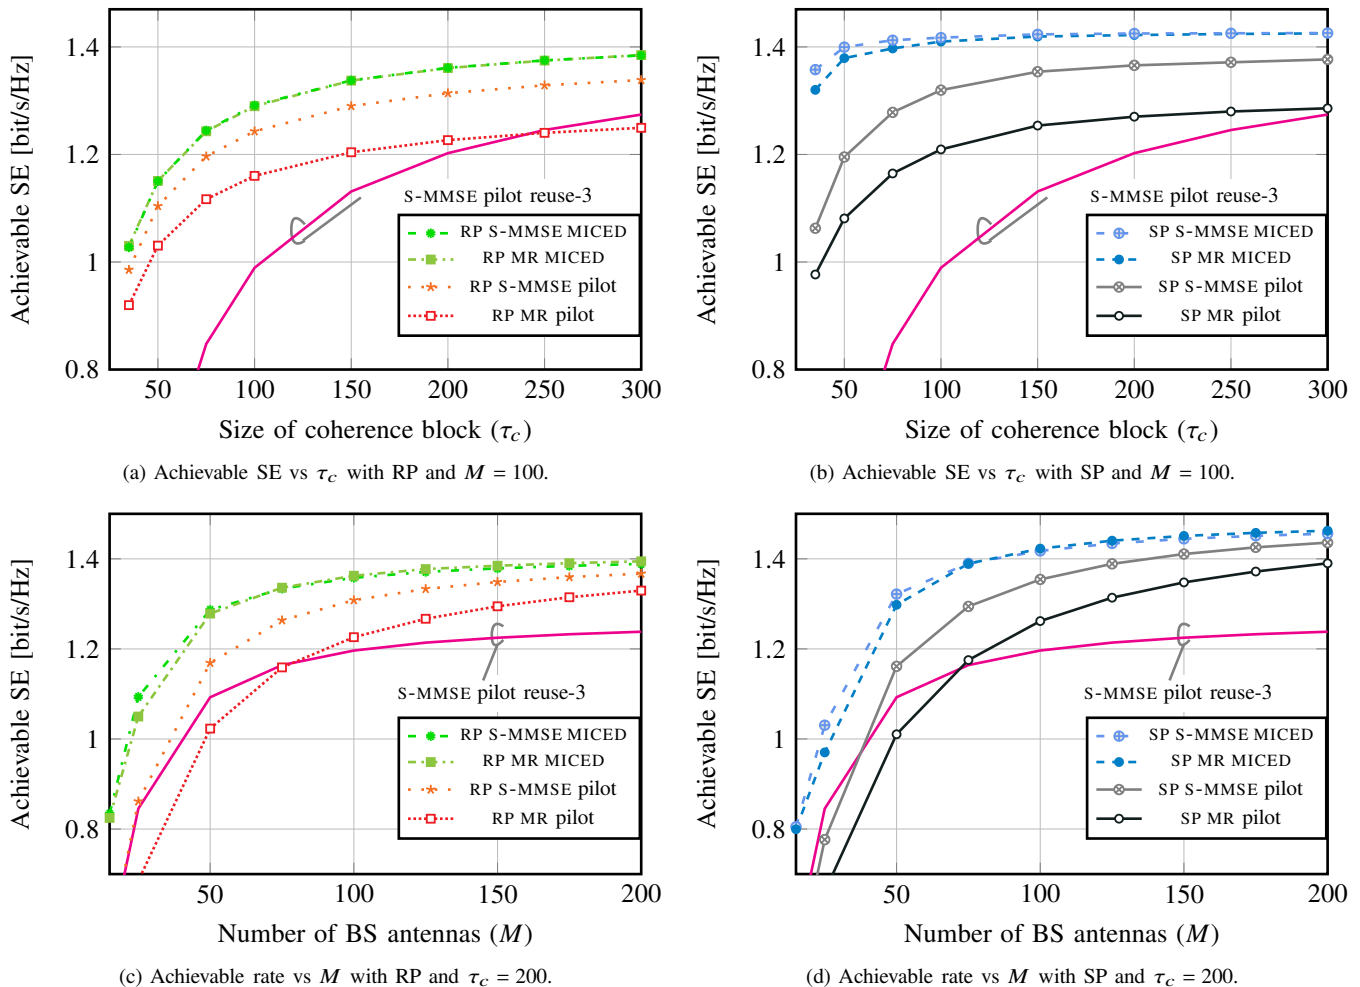 1.4
1.2
1
0.8
50
100
150
200
250
300
Achievable SE [bit/s/Hz]
Size of coherence block (τc)
S-MMSE pilot reuse-3
RP S-MMSE MICED
RP MR MICED
RP S-MMSE pilot
RP MR pilot
(a) Achievable SE vs τc with RP and M = 100.
1.4
1.2
1
0.8
50
100
150
200
250
300
Achievable SE [bit/s/Hz]
Size of coherence block (τc)
S-MMSE pilot reuse-3
SP S-MMSE MICED
SP MR MICED
SP S-MMSE pilot
SP MR pilot
(b) Achievable SE vs τc with SP and M = 100.
1.4
1.2
1
0.8
50
100
150
200
Achievable SE [bit/s/Hz]
Number of BS antennas (M)
S-MMSE pilot reuse-3
RP S-MMSE MICED
RP MR MICED
RP S-MMSE pilot
RP MR pilot
(c) Achievable rate vs M with RP and τc = 200.
1.4
1.2
1
0.8
50
100
150
200
Achievable SE [bit/s/Hz]
Number of BS antennas (M)
S-MMSE pilot reuse-3
SP S-MMSE MICED
SP MR MICED
SP S-MMSE pilot
SP MR pilot
(d) Achievable rate vs M with SP and τc = 200.